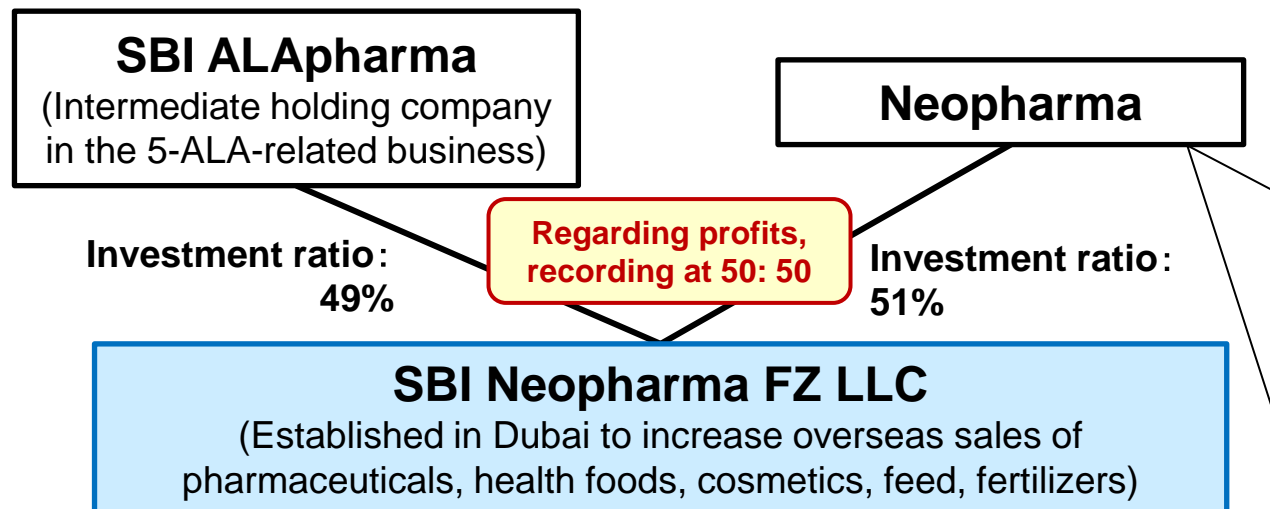 SBI ALApharma
(Intermediate holding company
in the 5-ALA-related business)
Neopharma
Regarding profits,
recording at 50: 50
Investment ratio：
49%
Investment ratio：
51%
SBI Neopharma FZ LLC
(Established in Dubai to increase overseas sales of
pharmaceuticals, health foods, cosmetics, feed, fertilizers)